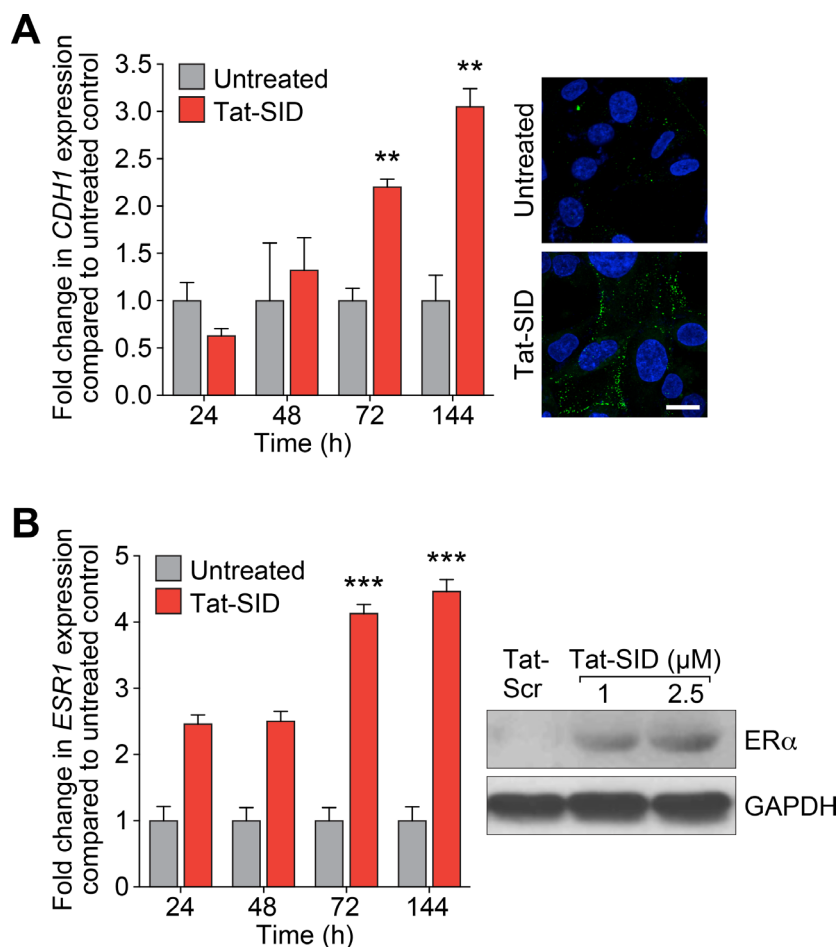 A
Fold change in CDH1 expression
compared to untreated control
3.5
3.0
2.5
2.0
1.5
1.0
0.5
0.0
Untreated
Tat-SID
**
**
24 48 72 144
Time (h)
Untreated
Tat-SID
B
Fold change in ESR1 expression
compared to untreated control
5
4
3
2
1
0
Untreated
Tat-SID
***
***
24 48 72 144
Time (h)
Tat-
Scr
Tat-SID (µM)
1 2.5
ERα
GAPDH